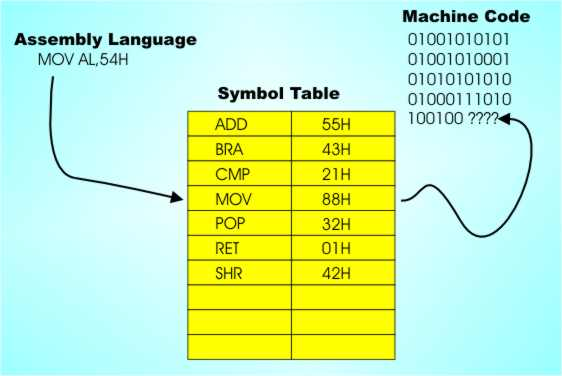 Assembly Language
MOV AL,54H
Machine Code
01001010101
01001010001
01010101010
01000111010
100100 ????
Symbol Table
ADD 55H
BRA 43H
CMP 21H
MOV 88H
POP 32H
RET 01H
SHR 42H